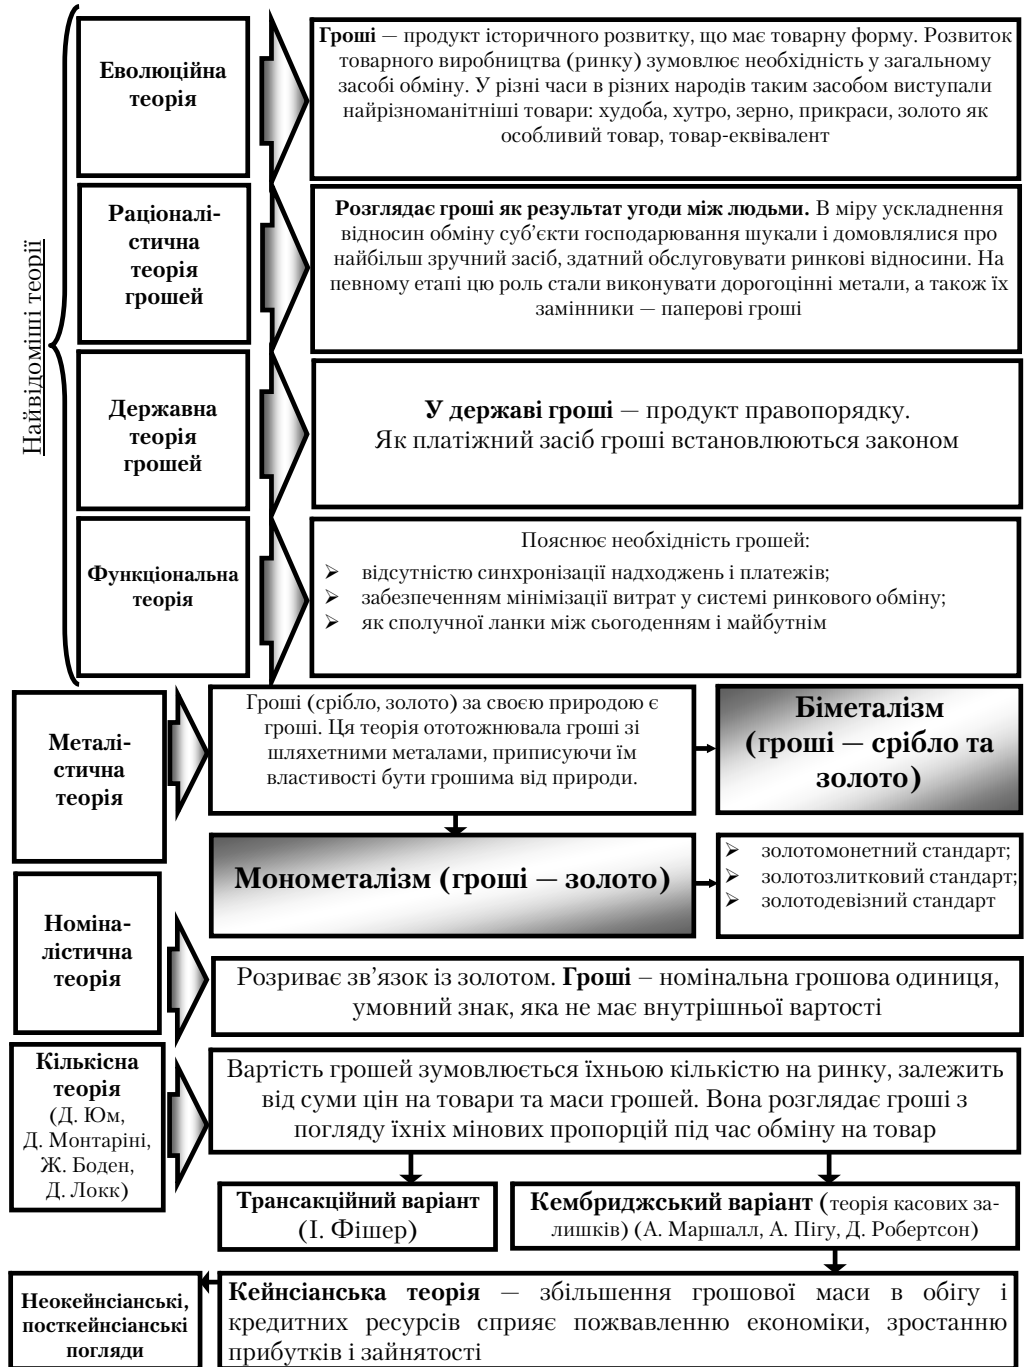 Найвідоміші теорії
Еволюційна
теорія
Гроші — продукт історичного розвитку, що має товарну форму. Розвиток
товарного виробництва (ринку) зумовлює необхідність у загальному
засобі обміну. У різні часи в різних народів таким засобом виступали
найрізноманітніші товари: худоба, хутро, зерно, прикраси, золото як
особливий товар, товар-еквівалент
Раціоналі-
стична
теорія
грошей
Розглядає гроші як результат угоди між людьми. В міру ускладнення
відносин обміну суб’єкти господарювання шукали і домовлялися про
найбільш зручний засіб, здатний обслуговувати ринкові відносини. На
певному етапі цю роль стали виконувати дорогоцінні метали, а також їх
замінники — паперові гроші
Державна
теорія
грошей
У державі гроші — продукт правопорядку.
Як платіжний засіб гроші встановлюються законом
Функціональна
теорія
Пояснює необхідність грошей:
➢ відсутністю синхронізації надходжень і платежів;
➢ забезпеченням мінімізації витрат у системі ринкового обміну;
➢ як сполучної ланки між сьогоденням і майбутнім
Металі-
стична
теорія
Гроші (срібло, золото) за своєю природою є
гроші. Ця теорія ототожнювала гроші зі
шляхетними металами, приписуючи їм
властивості бути грошима від природи.
Біметалізм
(гроші — срібло та
золото)
Монометалізм (гроші — золото)
➢ золотомонетний стандарт;
➢ золотозлитковий стандарт;
➢ золотодевізний стандарт
Номіна-
лістична
теорія
Розриває зв’язок із золотом. Гроші – номінальна грошова одиниця,
умовний знак, яка не має внутрішньої вартості
Кількісна
теорія
(Д. Юм,
Д. Монтаріні,
Ж. Боден,
Д. Локк)
Вартість грошей зумовлюється їхньою кількістю на ринку, залежить
від суми цін на товари та маси грошей. Вона розглядає гроші з
погляду їхніх мінових пропорцій під час обміну на товар
Трансакційний варіант
(І. Фішер)
Кембриджський варіант (теорія касових за-
лишків) (А. Маршалл, А. Пігу, Д. Робертсон)
Неокейнсіанські,
посткейнсіанські
погляди
Кейнсіанська теорія — збільшення грошової маси в обігу і
кредитних ресурсів сприяє пожвавленню економіки, зростанню
прибутків і зайнятості